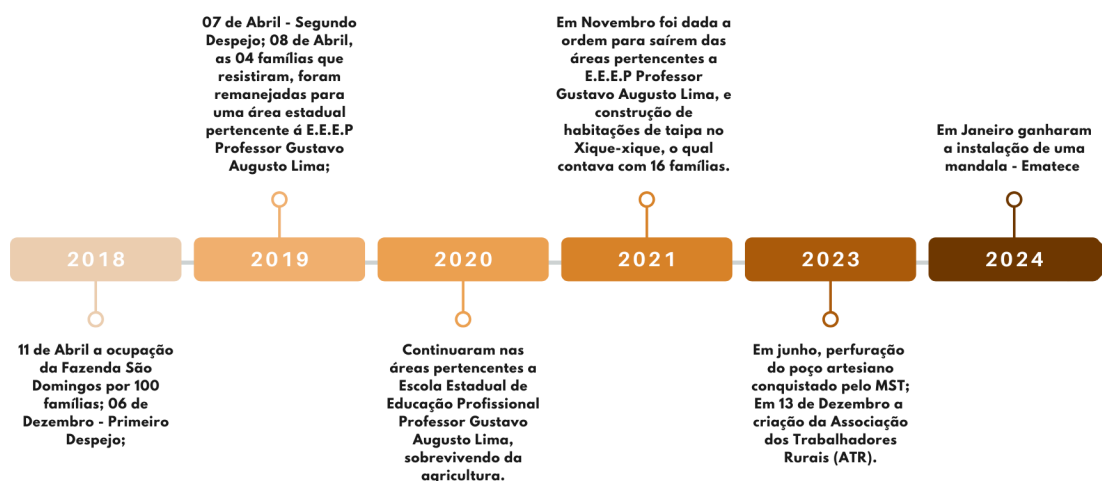 07 de Abril - Segundo
Despejo; 08 de Abril,
as 04 famílias que
resistiram, foram
remanejadas para
uma área estadual
pertencente á E.E.E.P
Professor Gustavo
Augusto Lima;
Em Novembro foi dada a
ordem para saírem das
áreas pertencentes a
E.E.E.P Professor
Gustavo Augusto Lima, e
construção de
habitações de taipa no
Xique-xique, o qual
contava com 16 famílias.
Em Janeiro ganharam
a instalação de uma
mandala - Ematece
2018
2019
2020
2021
2023
2024
11 de Abril a ocupação
da Fazenda São
Domingos por 100
famílias; 06 de
Dezembro - Primeiro
Despejo;
Continuaram nas
áreas pertencentes a
Escola Estadual de
Educação Profissional
Professor Gustavo
Augusto Lima,
sobrevivendo da
agricultura.
Em junho, perfuração
do poço artesiano
conquistado pelo MST;
Em 13 de Dezembro a
criação da Associação
dos Trabalhadores
Rurais (ATR).